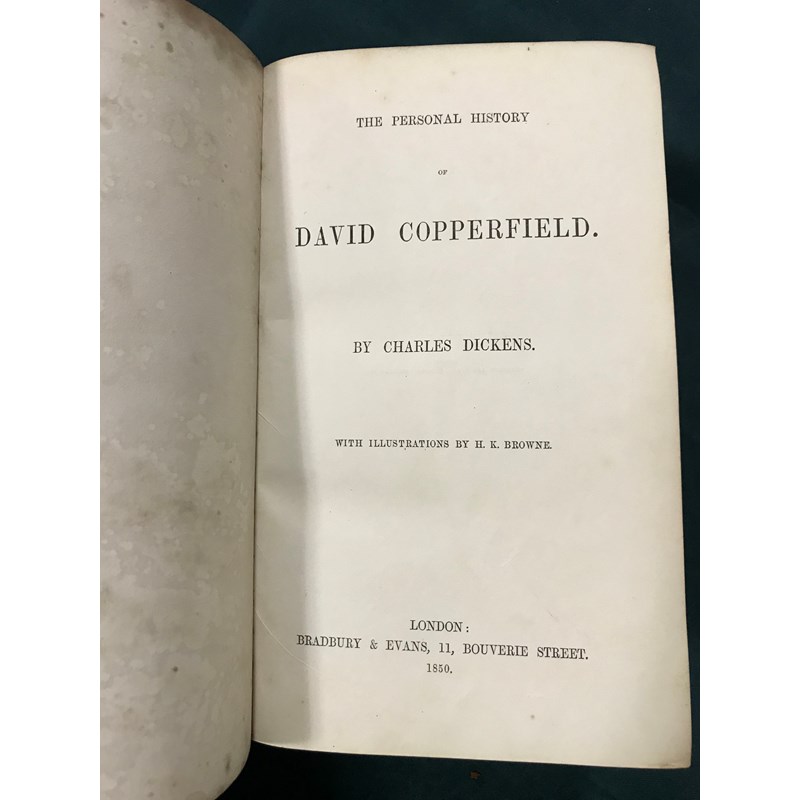 THE PERSONAL HISTORY
OF
DAVID COPPERFIELD.
BY CHARLES DICKENS.
WITH ILLUSTRATIONS BY H. K. BROWNE.
LONDON:
BRADBURY & EVANS, 11, BOUVERIE STREET.
1850.